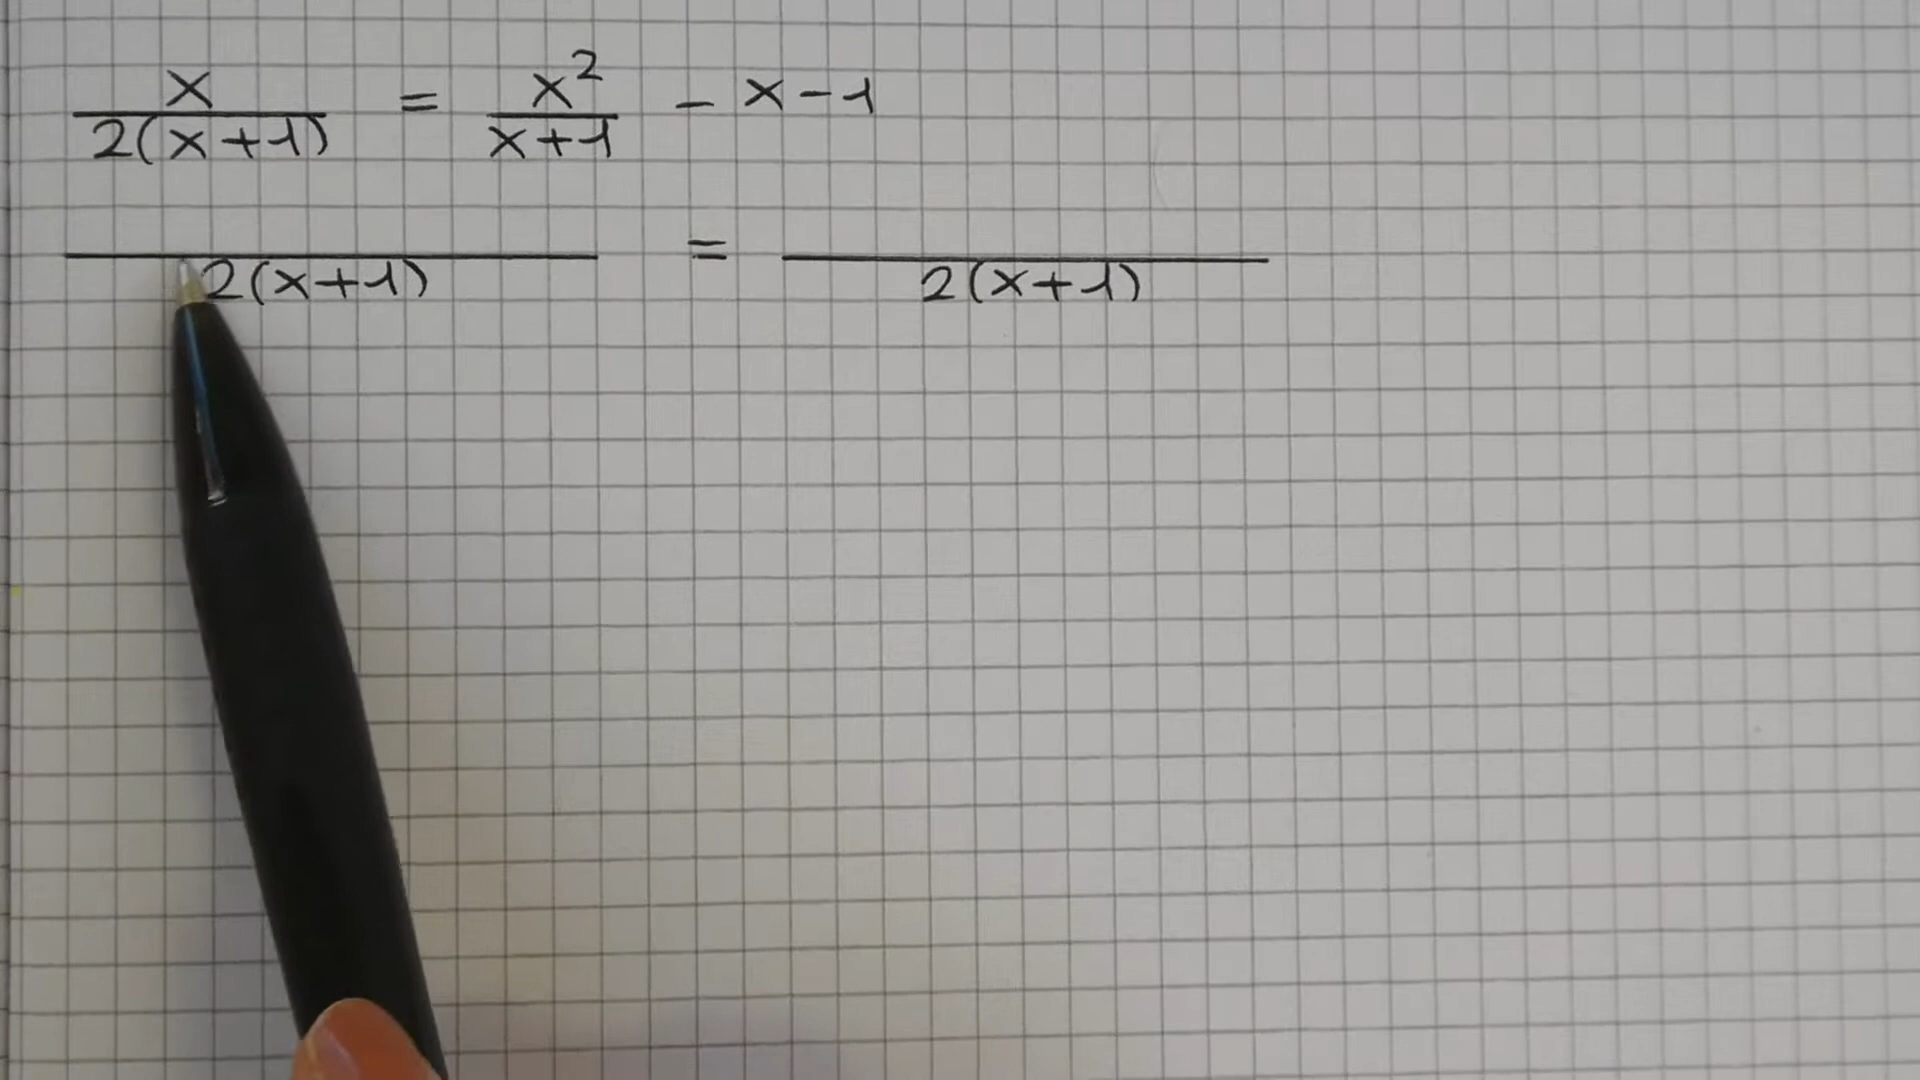 x/2(x+1) = x²/x+1 - x-1
/2(x+1) = /2(x+1)